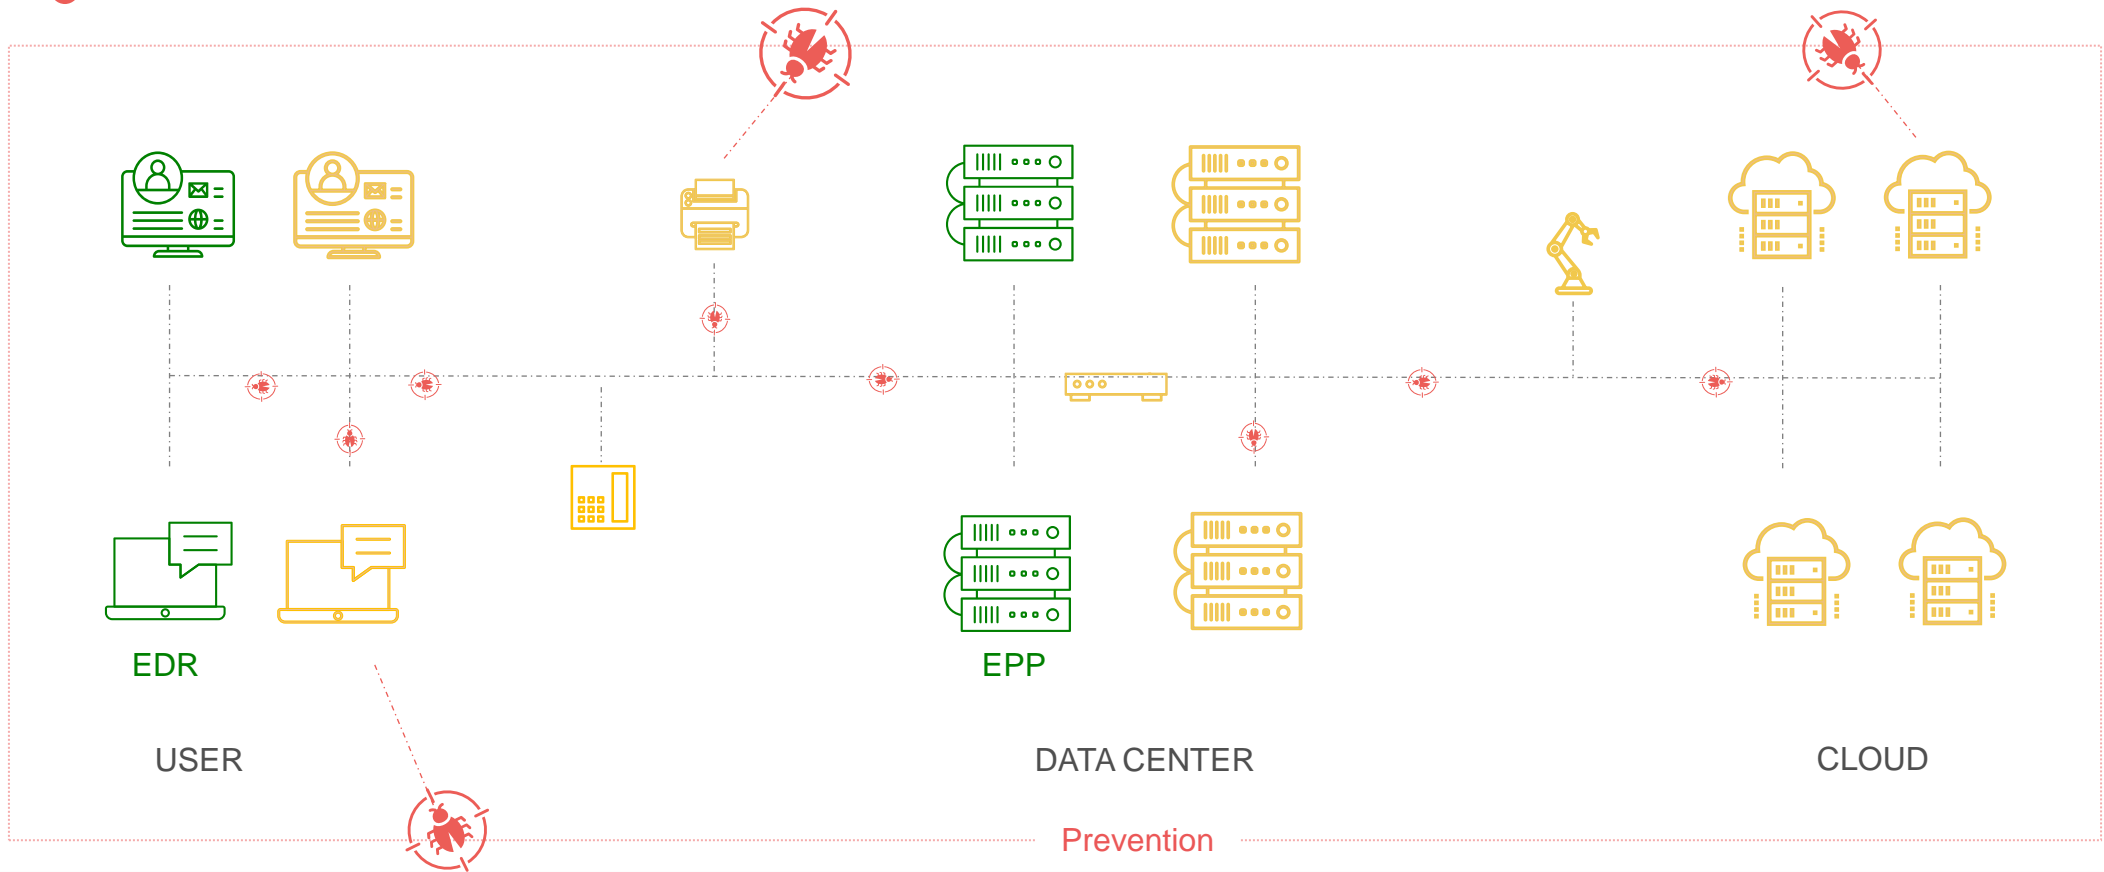 EDR
EPP
USER
DATA CENTER
CLOUD
Prevention